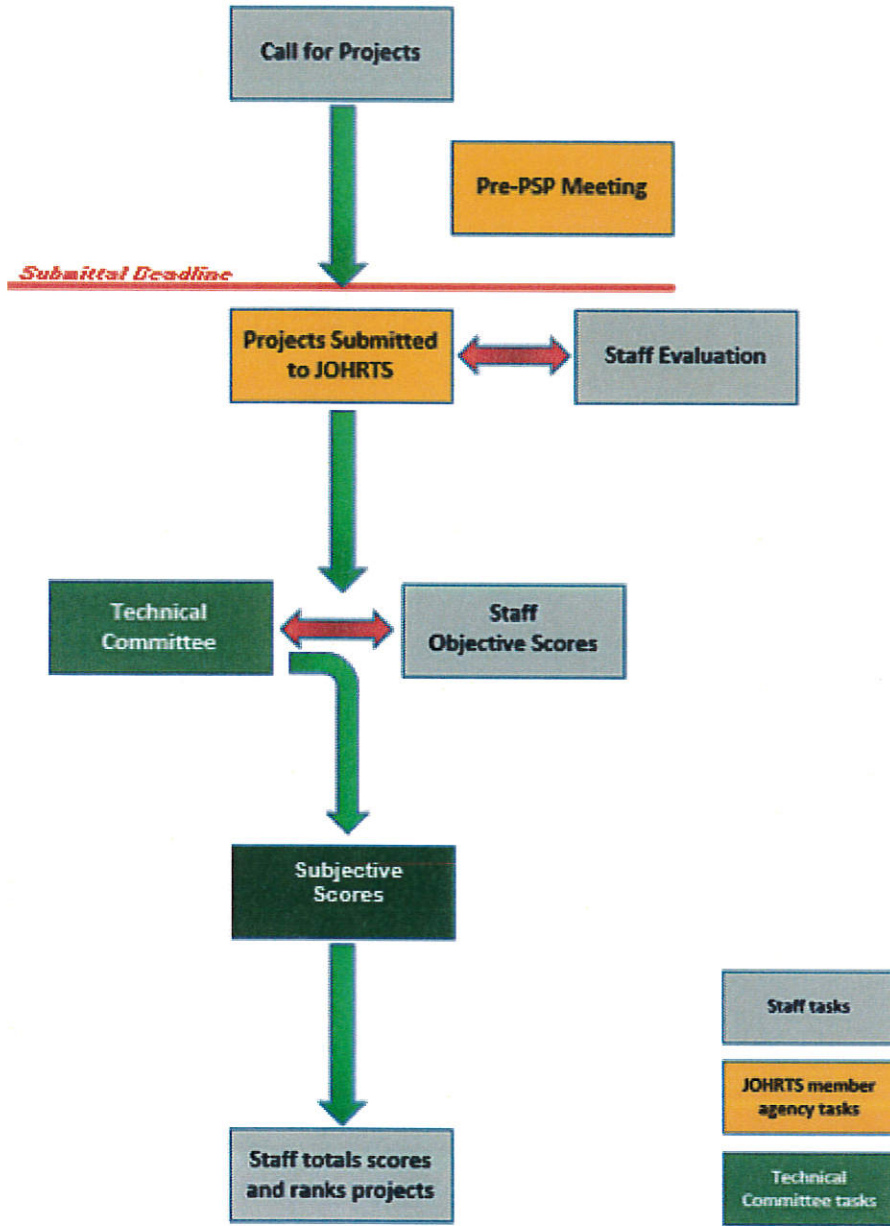 Call for Projects
Pre-PSP Meeting
Submittal Deadline
Projects Submitted
to JOHRTS
Staff Evaluation
Technical
Committee
Staff
Objective Scores
Subjective
Scores
Staff totals scores
and ranks projects
Staff tasks
JOHRTS member
agency tasks
Technical
Committee tasks